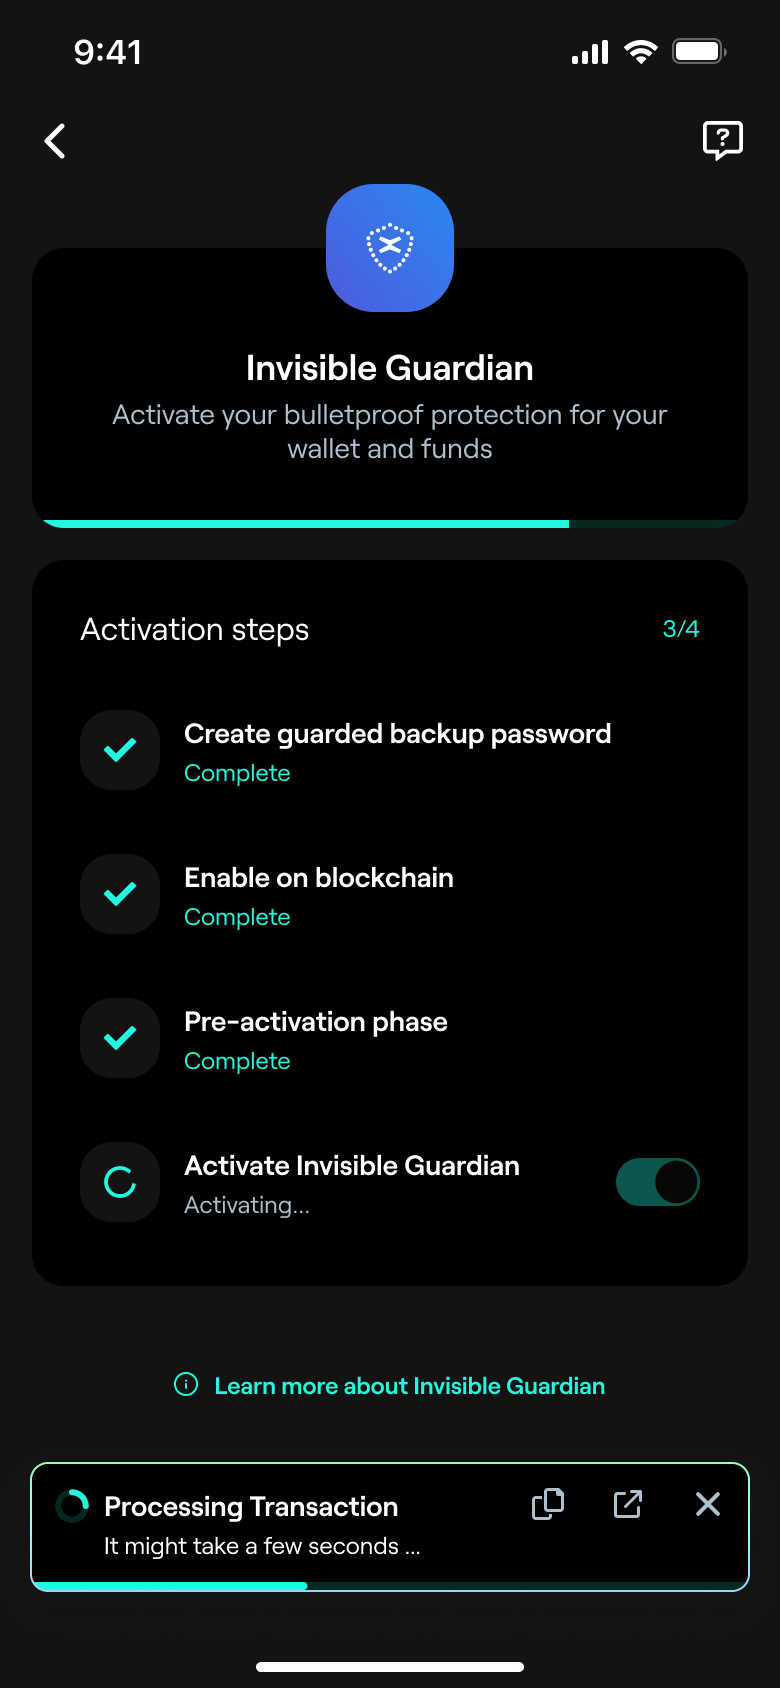 9:41
Invisible Guardian
Activate your bulletproof protection for your
wallet and funds
Activation steps
3/4
Create guarded backup password
Complete
Enable on blockchain
Complete
Pre-activation phase
Complete
Activate Invisible Guardian
Activating...
Learn more about Invisible Guardian
Processing Transaction
It might take a few seconds ...